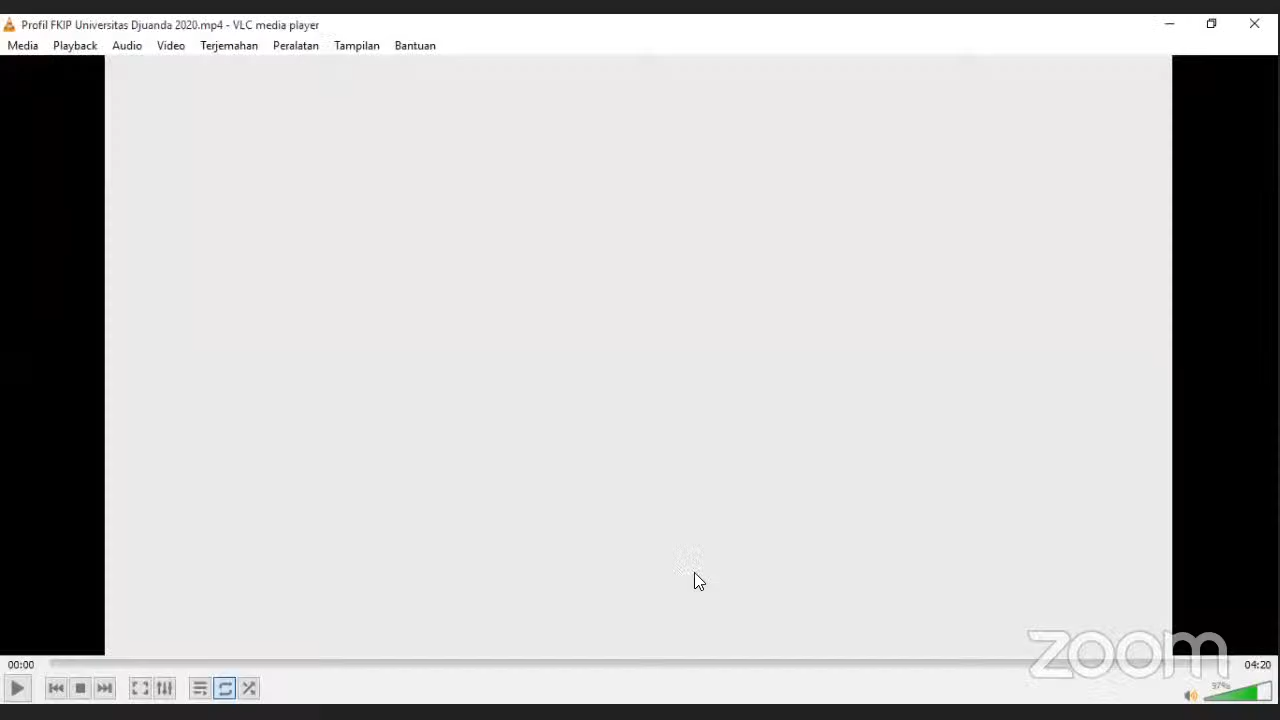 Profil FKIP Universitas Djuanda 2020.mp4 - VLC media player
Media Playback Audio Video Terjemahan Peralatan Tampilan Bantuan
zoom
00:00
04:20
97%